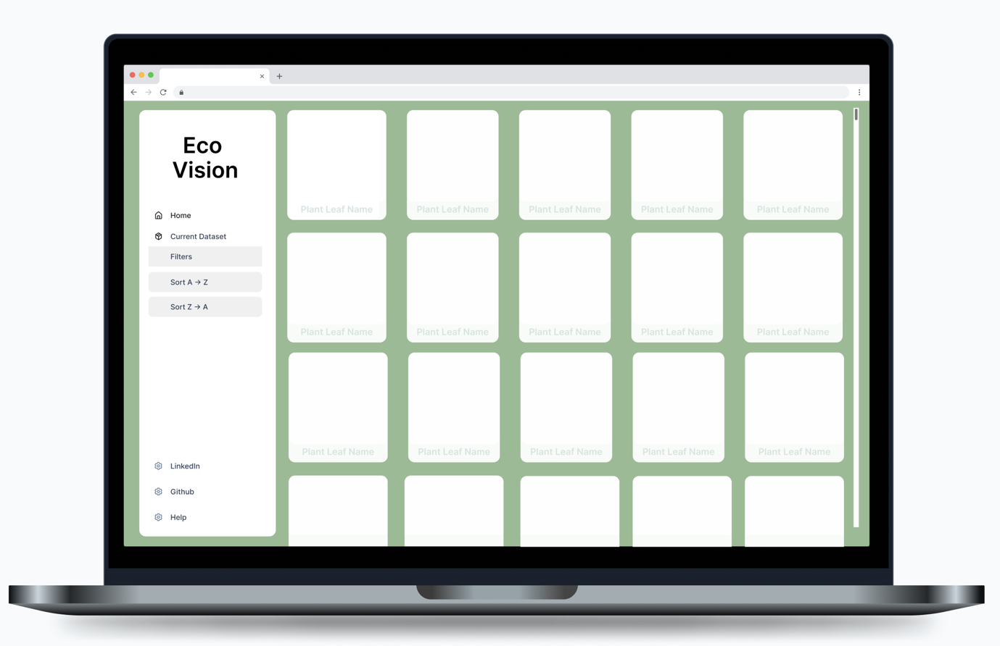 Eco
Vision
Home
Current Dataset
Filters
Sort A → Z
Sort Z → A
LinkedIn
Github
Help
Plant Leaf Name Plant Leaf Name Plant Leaf Name Plant Leaf Name Plant Leaf Name
Plant Leaf Name Plant Leaf Name Plant Leaf Name Plant Leaf Name Plant Leaf Name
Plant Leaf Name Plant Leaf Name Plant Leaf Name Plant Leaf Name Plant Leaf Name